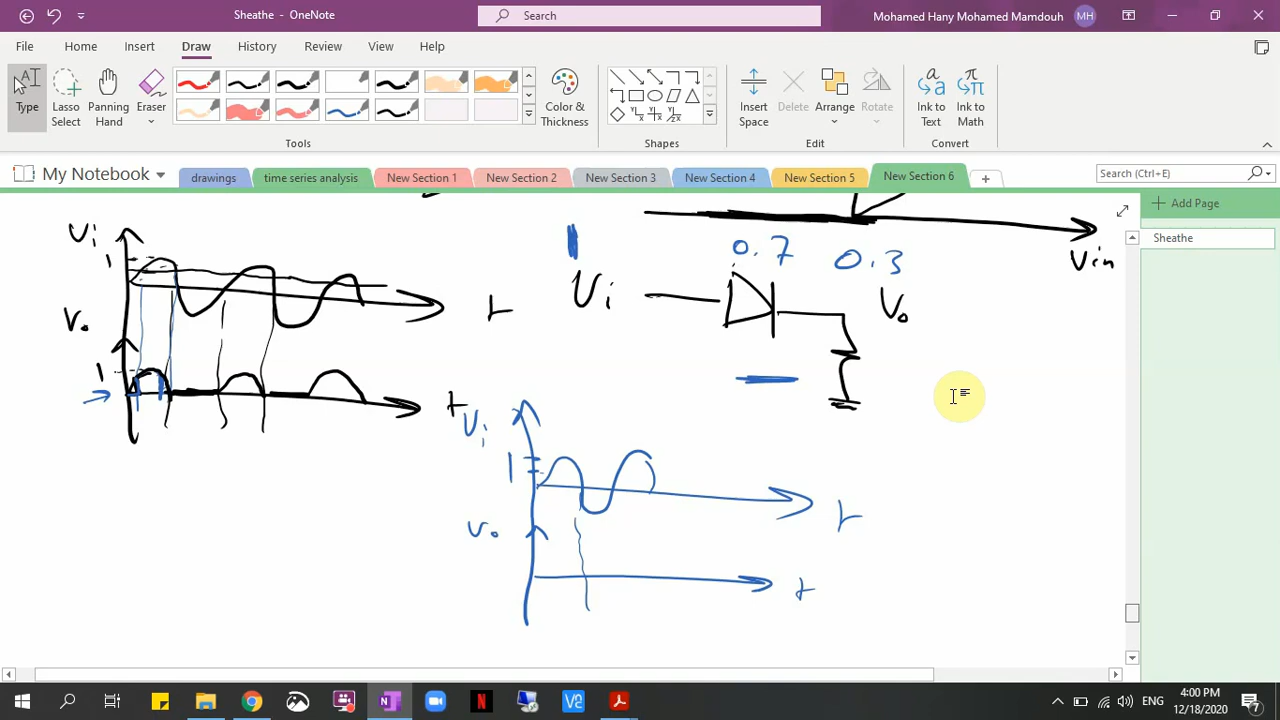 Sheathe - OneNote
Search
Mohamed Hany Mohamed Mamdouh
MH
File Home Insert Draw History Review View Help
Type
Lasso Select
Panning Hand
Eraser
Color & Thickness
Insert Space
Delete
Arrange
Rotate
Ink to Text
Ink to Math
Tools
Shapes
Edit
Convert
My Notebook
drawings
time series analysis
New Section 1
New Section 2
New Section 3
New Section 4
New Section 5
New Section 6
Search (Ctrl+E)
Add Page
Sheathe
Vi
1
t
Vo
1
t
Vin
0.7
0.3
Vi
Vo
Vi
1
t
Vo
t
ENG
4:00 PM
12/18/2020
7